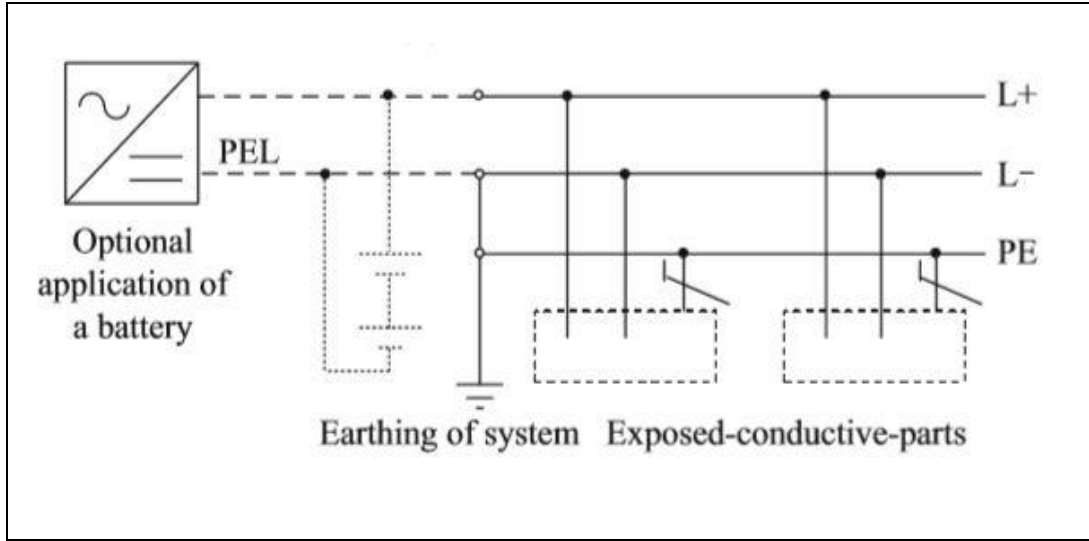 L+
PEL
L−
Optional
application of
a battery
PE
Earthing of system
Exposed-conductive-parts